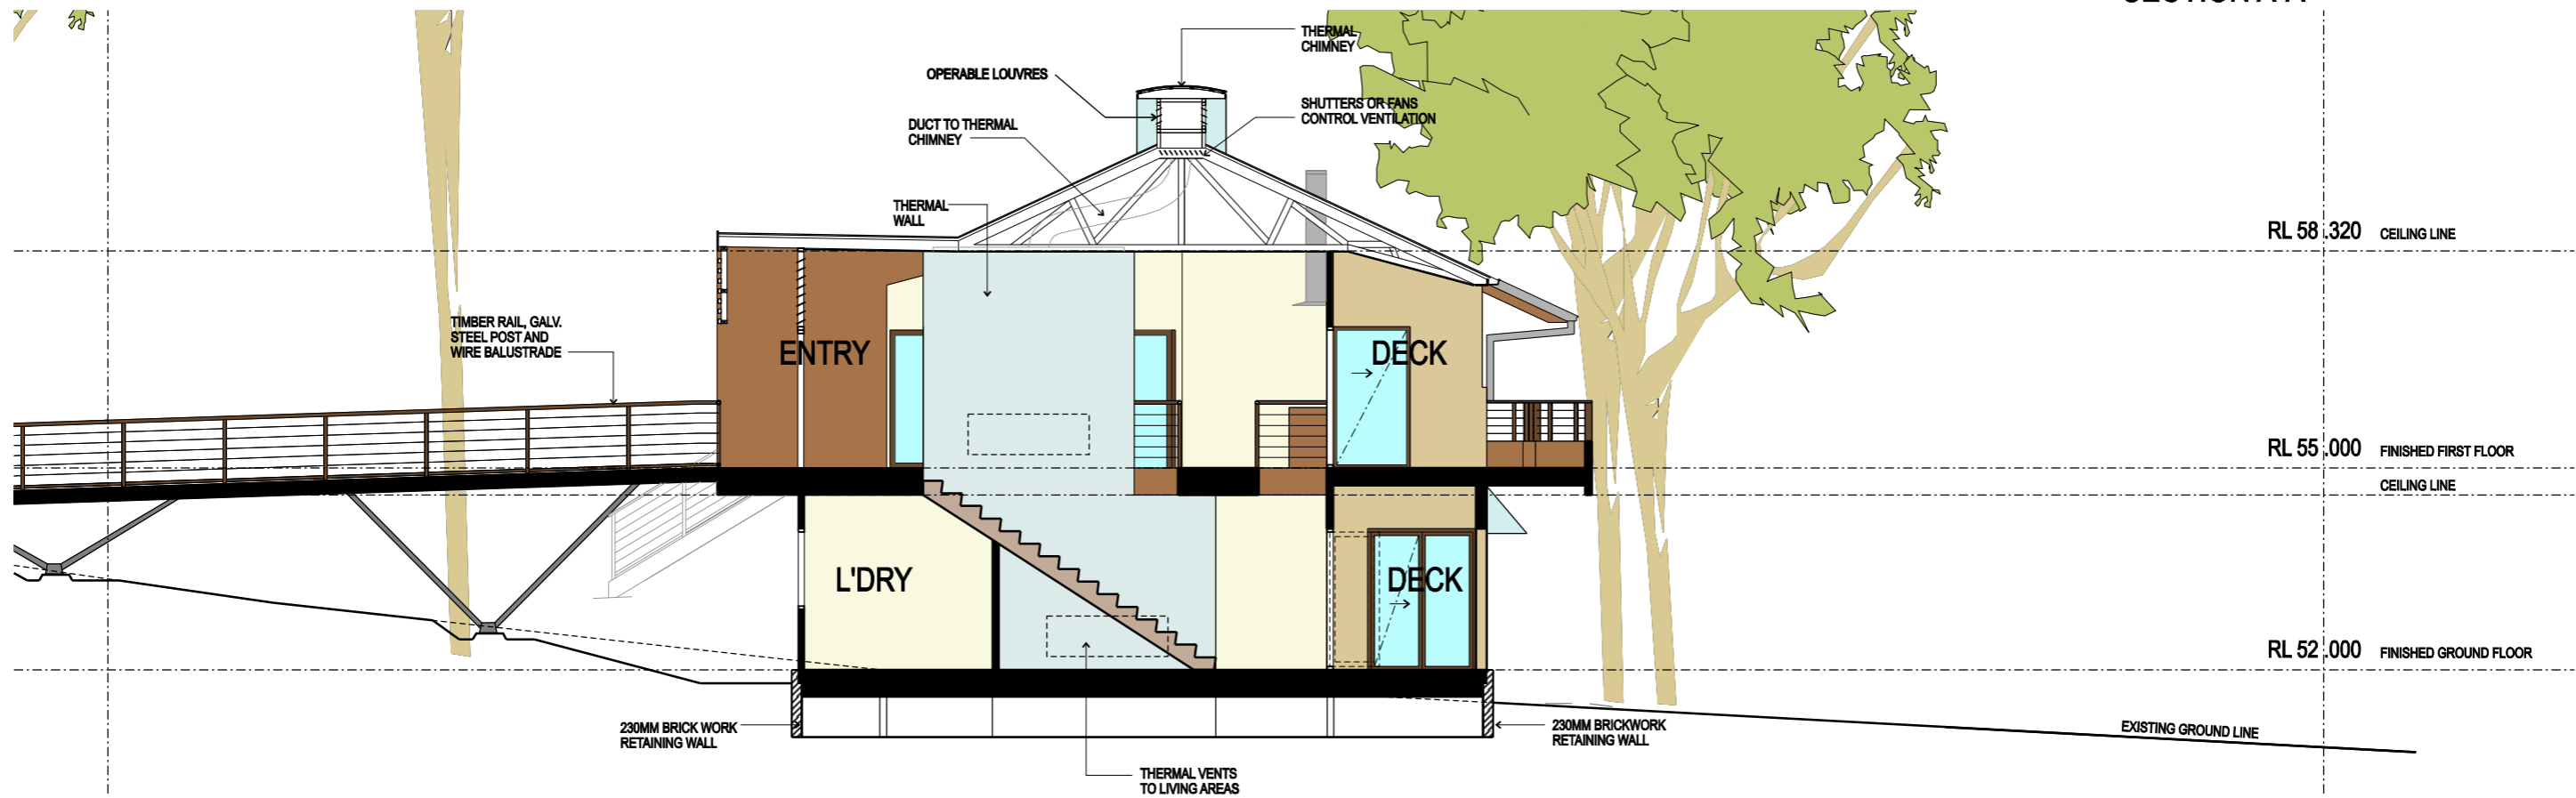 THERMAL
CHIMNEY
OPERABLE LOUVRES
SHUTTERS OR FANS
CONTROL VENTILATION
DUCT TO THERMAL
CHIMNEY
THERMAL
WALL
RL 58.320 CEILING LINE
TIMBER RAIL, GALV.
STEEL POST AND
WIRE BALUSTRADE
ENTRY
DECK
RL 55.000 FINISHED FIRST FLOOR
CEILING LINE
L'DRY
DECK
RL 52.000 FINISHED GROUND FLOOR
230MM BRICK WORK
RETAINING WALL
230MM BRICKWORK
RETAINING WALL
EXISTING GROUND LINE
THERMAL VENTS
TO LIVING AREAS